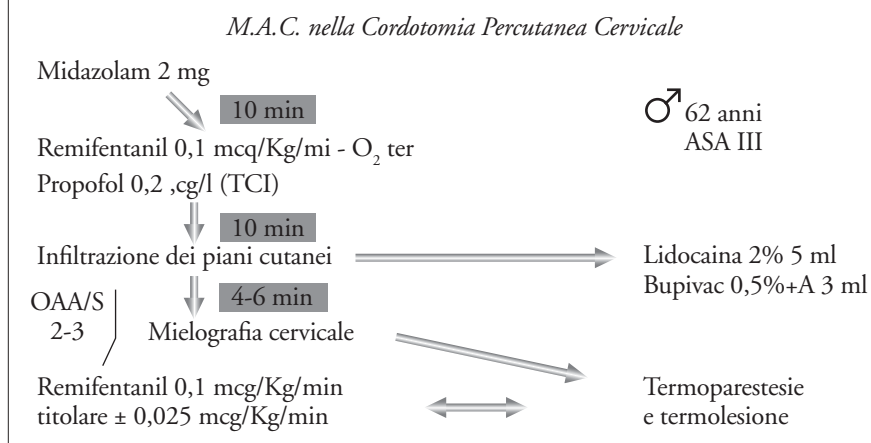 M.A.C. nella Cordotomia Percutanea Cervicale
Midazolam 2 mg
10 min
62 anni
ASA III
Remifentanil 0,1 mcq/Kg/mi - O₂ ter
Propofol 0,2 ,cg/l (TCI)
10 min
Infiltrazione dei piani cutanei
Lidocaina 2% 5 ml
Bupivac 0,5%+A 3 ml
4-6 min
OAA/S
2-3
Mielografia cervicale
Remifentanil 0,1 mcg/Kg/min
titolare ± 0,025 mcg/Kg/min
Termoparestesie
e termolesione